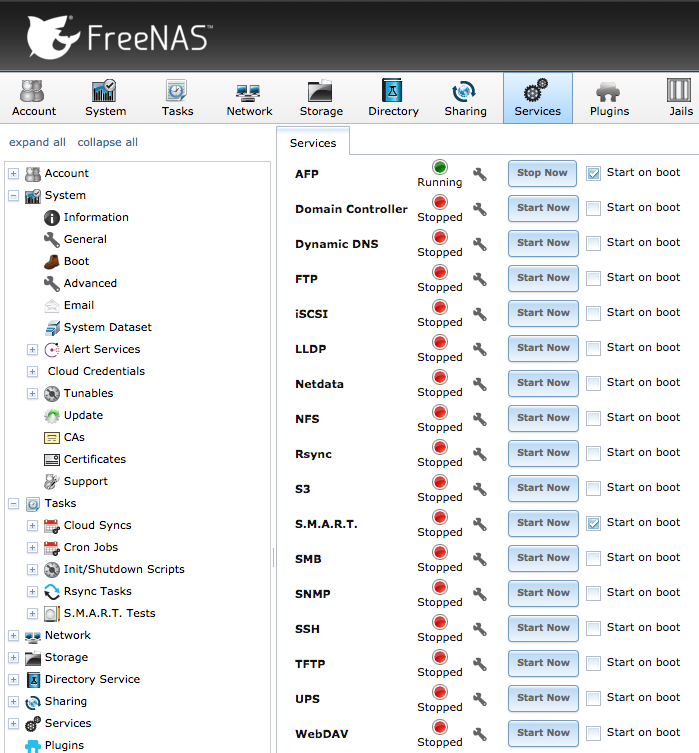 FreeNAS™
Account
System
Tasks
Network
Storage
Directory
Sharing
Services
Plugins
Jails
expand all collapse all
Account
System
Information
General
Boot
Advanced
Email
System Dataset
Alert Services
Cloud Credentials
Tunables
Update
CAs
Certificates
Support
Tasks
Cloud Syncs
Cron Jobs
Init/Shutdown Scripts
Rsync Tasks
S.M.A.R.T. Tests
Network
Storage
Directory Service
Sharing
Services
Plugins
Services
AFP Running Stop Now Start on boot
Domain Controller Stopped Start Now Start on boot
Dynamic DNS Stopped Start Now Start on boot
FTP Stopped Start Now Start on boot
iSCSI Stopped Start Now Start on boot
LLDP Stopped Start Now Start on boot
Netdata Stopped Start Now Start on boot
NFS Stopped Start Now Start on boot
Rsync Stopped Start Now Start on boot
S3 Stopped Start Now Start on boot
S.M.A.R.T. Stopped Start Now Start on boot
SMB Stopped Start Now Start on boot
SNMP Stopped Start Now Start on boot
SSH Stopped Start Now Start on boot
TFTP Stopped Start Now Start on boot
UPS Stopped Start Now Start on boot
WebDAV Stopped Start Now Start on boot